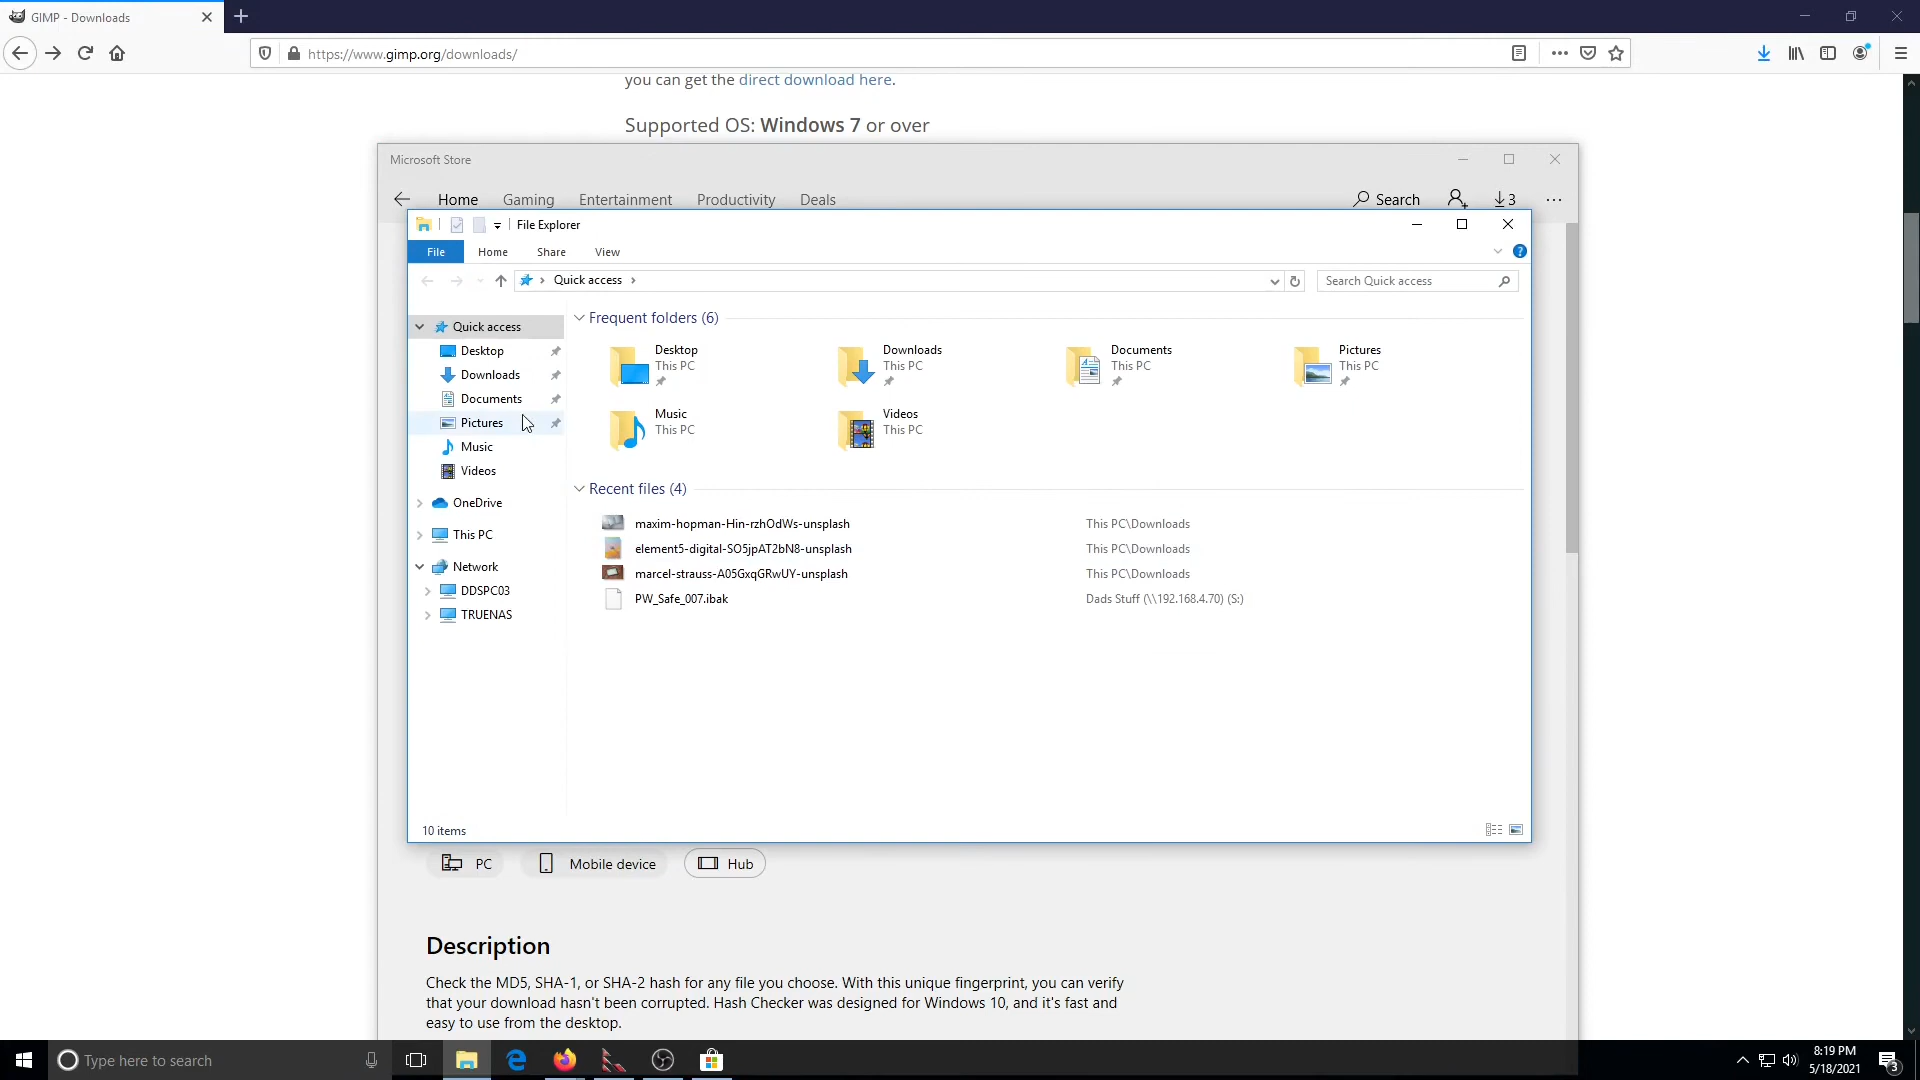 GIMP - Downloads
https://www.gimp.org/downloads/
you can get the direct download here.
Supported OS: Windows 7 or over
Microsoft Store
Home Gaming Entertainment Productivity Deals Search 3
File Explorer
File Home Share View
Quick access Search Quick access
Quick access
Desktop
Downloads
Documents
Pictures
Music
Videos
OneDrive
This PC
Network
DDSPC03
TRUENAS
Frequent folders (6)
Desktop
This PC
Downloads
This PC
Documents
This PC
Pictures
This PC
Music
This PC
Videos
This PC
Recent files (4)
maxim-hopman-Hin-rzhOdWs-unsplash This PC\Downloads
element5-digital-SO5jpAT2bN8-unsplash This PC\Downloads
marcel-strauss-A05GxqGRwUY-unsplash This PC\Downloads
PW_Safe_007.ibak Dads Stuff (\\192.168.4.70) (S:)
10 items
PC Mobile device Hub
Description
Check the MD5, SHA-1, or SHA-2 hash for any file you choose. With this unique fingerprint, you can verify
that your download hasn't been corrupted. Hash Checker was designed for Windows 10, and it's fast and
easy to use from the desktop.
Type here to search
8:19 PM
5/18/2021
3